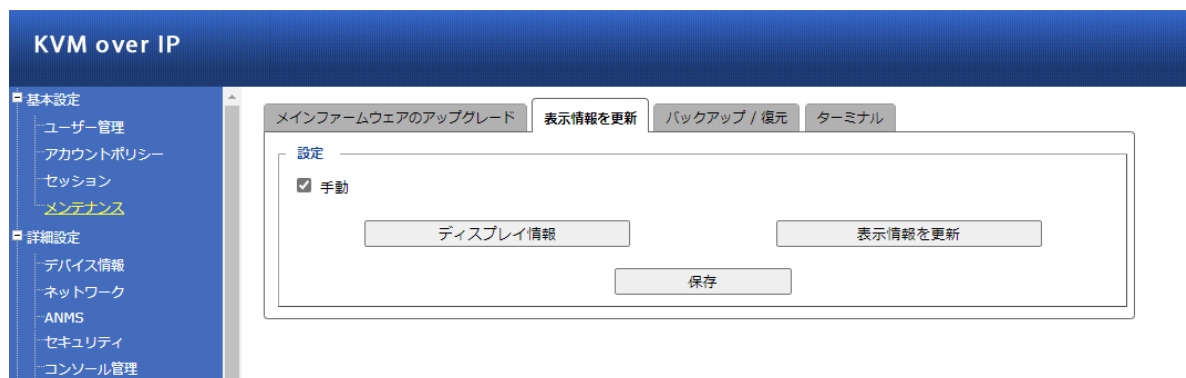 KVM over IP
基本設定
ユーザー管理
アカウントポリシー
セッション
メンテナンス
詳細設定
デバイス情報
ネットワーク
ANMS
セキュリティ
コンソール管理
メインファームウェアのアップグレード 表示情報を更新 バックアップ / 復元 ターミナル
設定
手動
ディスプレイ情報 表示情報を更新
保存